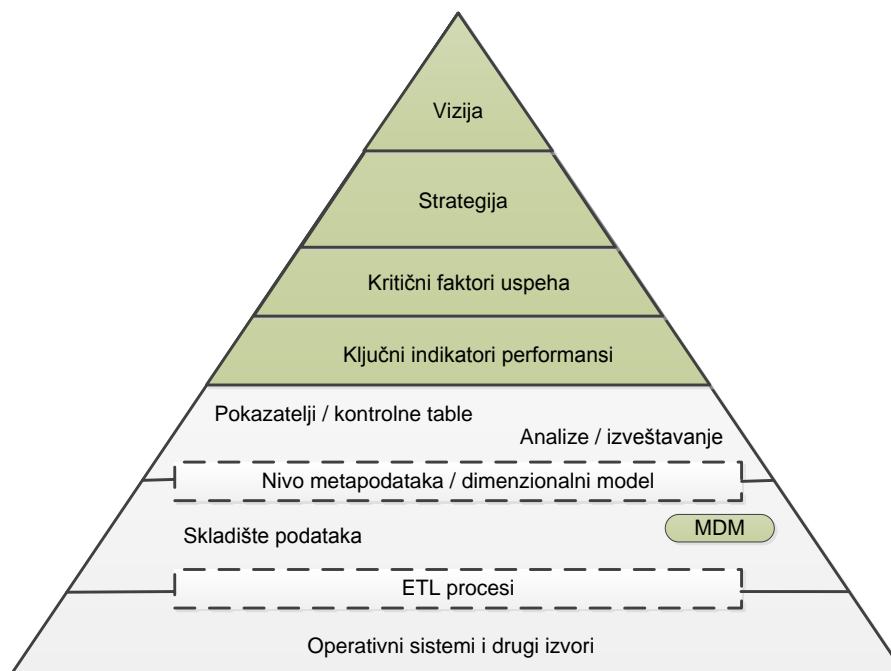 Vizija
Strategija
Kritični faktori uspeha
Ključni indikatori performansi
Pokazatelji / kontrolne table
Analize / izveštavanje
Nivo metapodataka / dimenzionalni model
Skladište podataka
MDM
ETL procesi
Operativni sistemi i drugi izvori